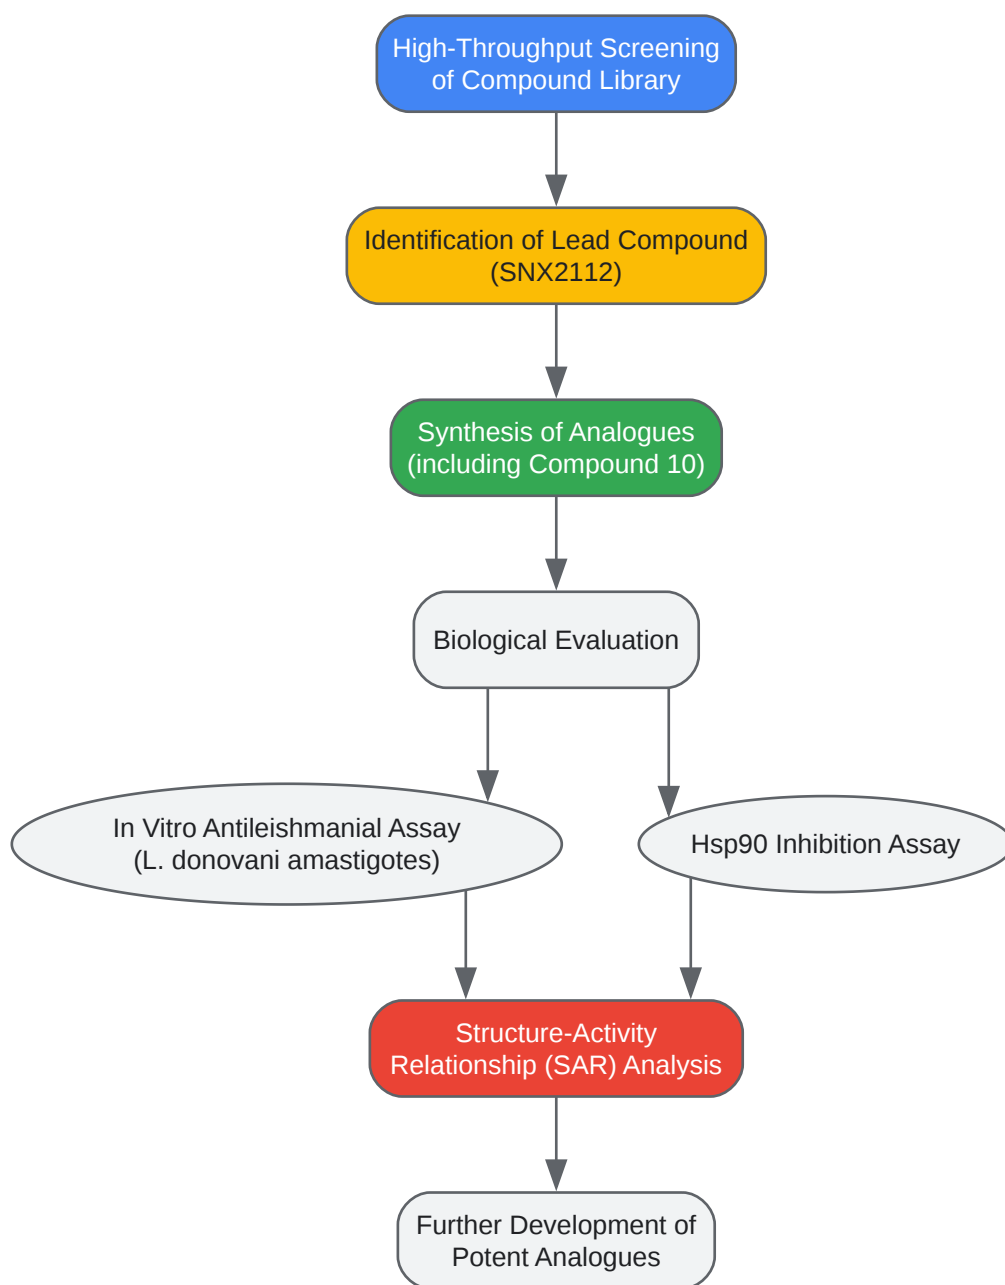 High-Throughput Screening
of Compound Library
Identification of Lead Compound
(SNX2112)
Synthesis of Analogues
(including Compound 10)
Biological Evaluation
In Vitro Antileishmanial Assay
(L. donovani amastigotes)
Hsp90 Inhibition Assay
Structure-Activity
Relationship (SAR) Analysis
Further Development of
Potent Analogues